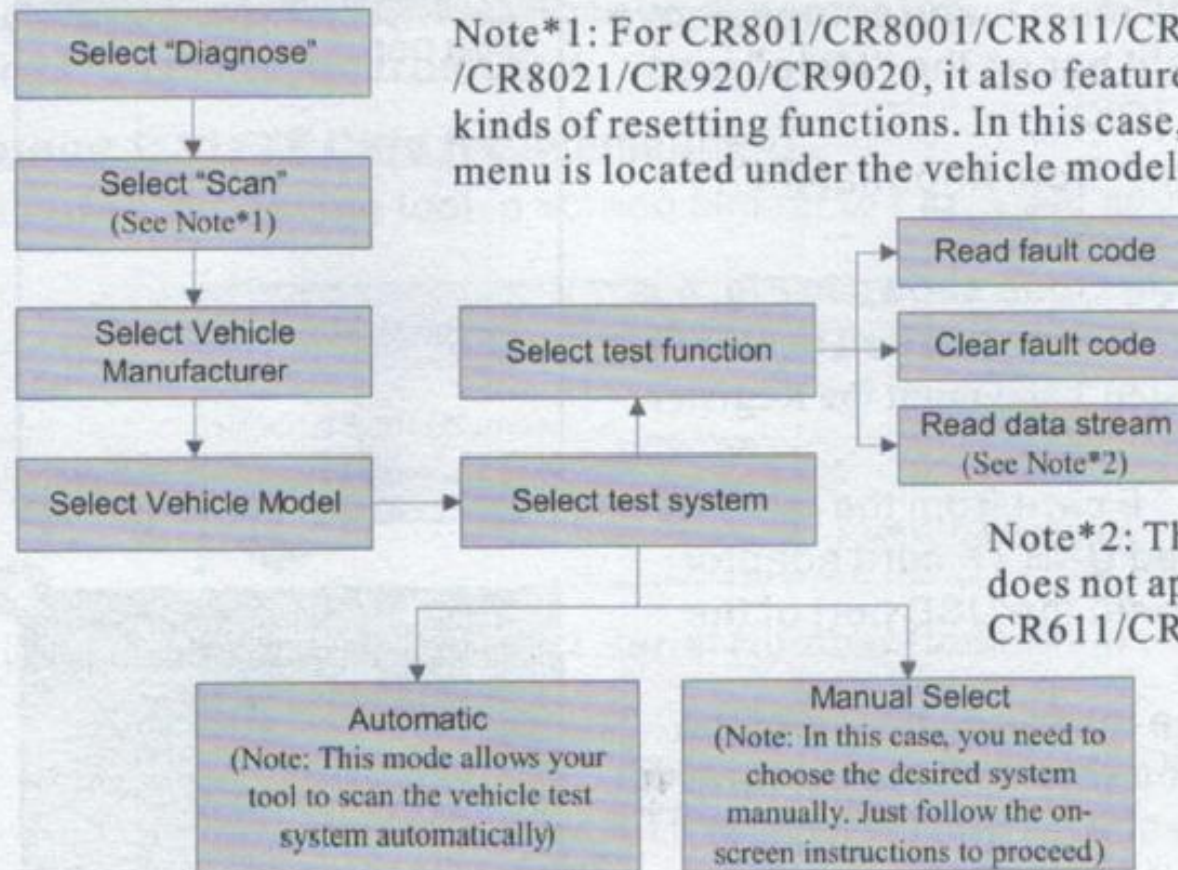 Select “Diagnose”
Note*1: For CR801/CR8001/CR811/CR
/CR8021/CR920/CR9020, it also feature
kinds of resetting functions. In this case,
menu is located under the vehicle model
Select “Scan”
(See Note*1)
Select Vehicle
Manufacturer
Select Vehicle Model
Select test system
Select test function
Read fault code
Clear fault code
Read data stream
(See Note*2)
Note*2: Th
does not ap
CR611/CR
Automatic
(Note: This mode allows your
tool to scan the vehicle test
system automatically)
Manual Select
(Note: In this case, you need to
choose the desired system
manually. Just follow the on-
screen instructions to proceed)